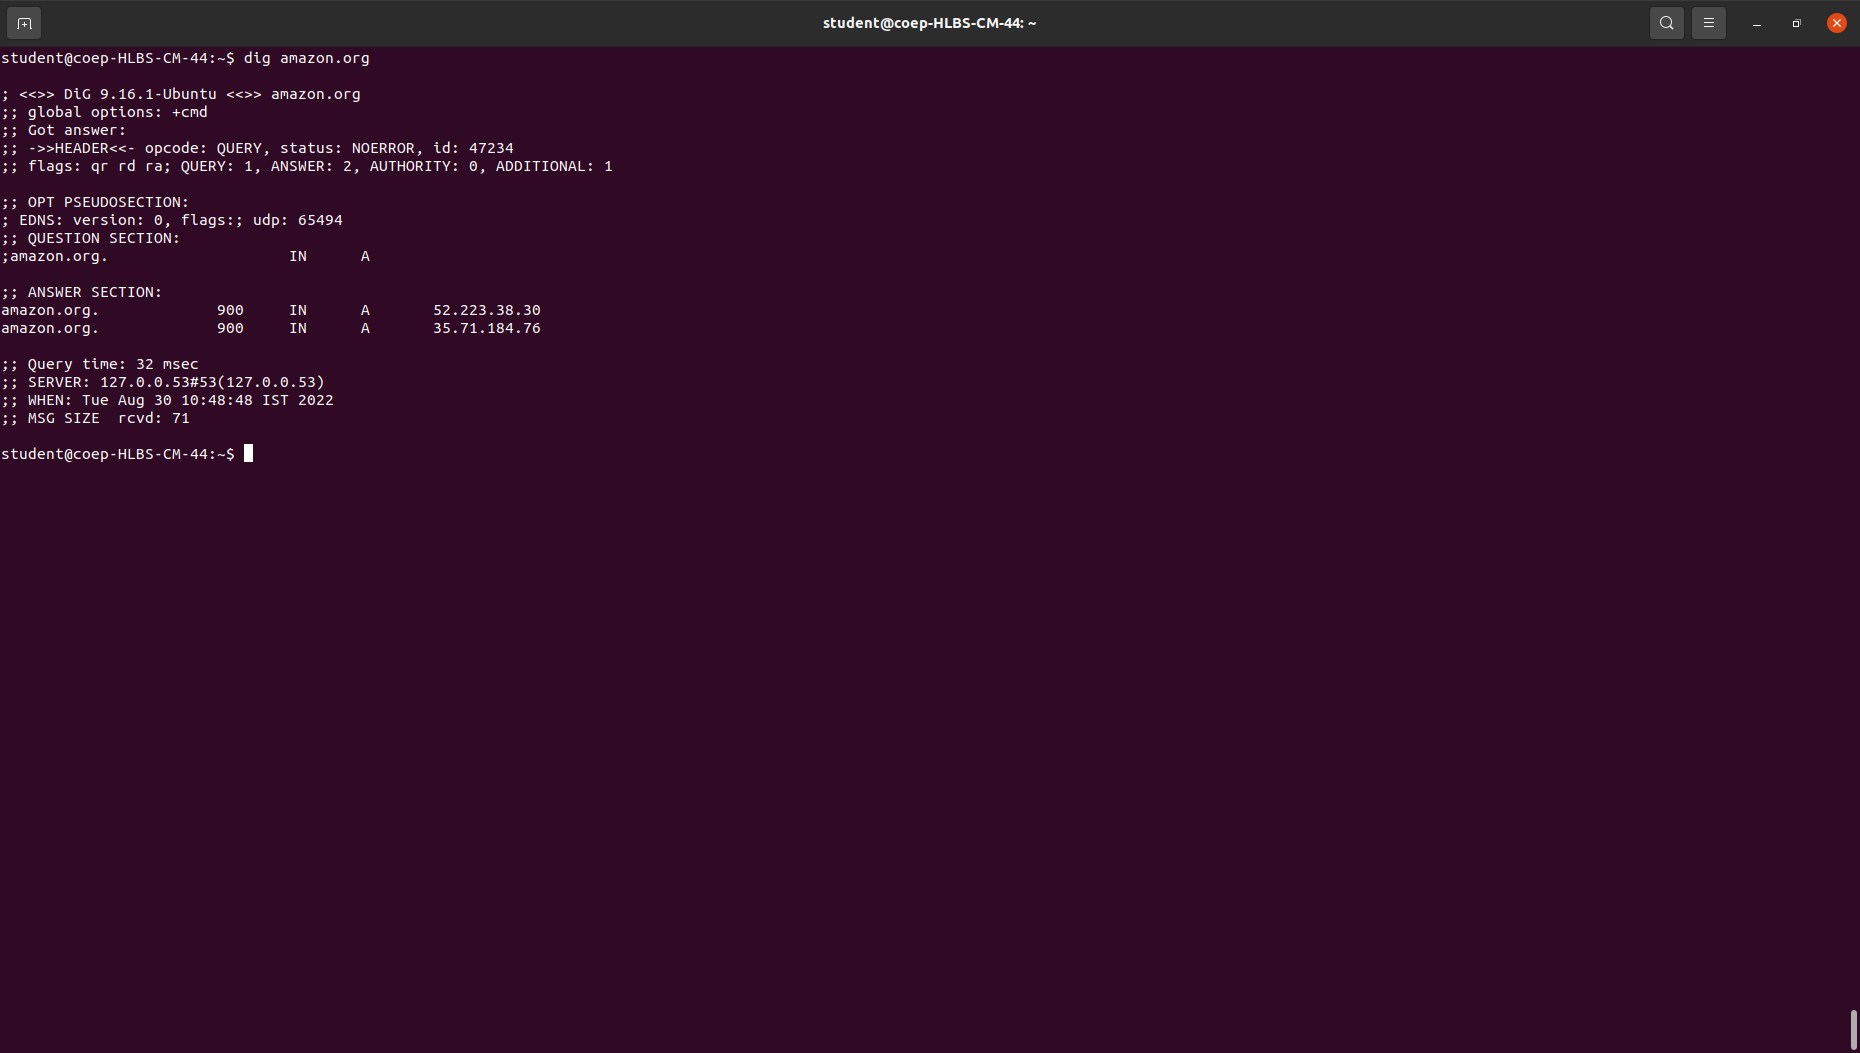 student@coep-HLBS-CM-44: ~
student@coep-HLBS-CM-44:~$ dig amazon.org
; <<>> DiG 9.16.1-Ubuntu <<>> amazon.org
;; global options: +cmd
;; Got answer:
;; ->>HEADER<<- opcode: QUERY, status: NOERROR, id: 47234
;; flags: qr rd ra; QUERY: 1, ANSWER: 2, AUTHORITY: 0, ADDITIONAL: 1
;; OPT PSEUDOSECTION:
; EDNS: version: 0, flags:; udp: 65494
;; QUESTION SECTION:
;amazon.org. IN A
;; ANSWER SECTION:
amazon.org. 900 IN A 52.223.38.30
amazon.org. 900 IN A 35.71.184.76
;; Query time: 32 msec
;; SERVER: 127.0.0.53#53(127.0.0.53)
;; WHEN: Tue Aug 30 10:48:48 IST 2022
;; MSG SIZE  rcvd: 71
student@coep-HLBS-CM-44:~$